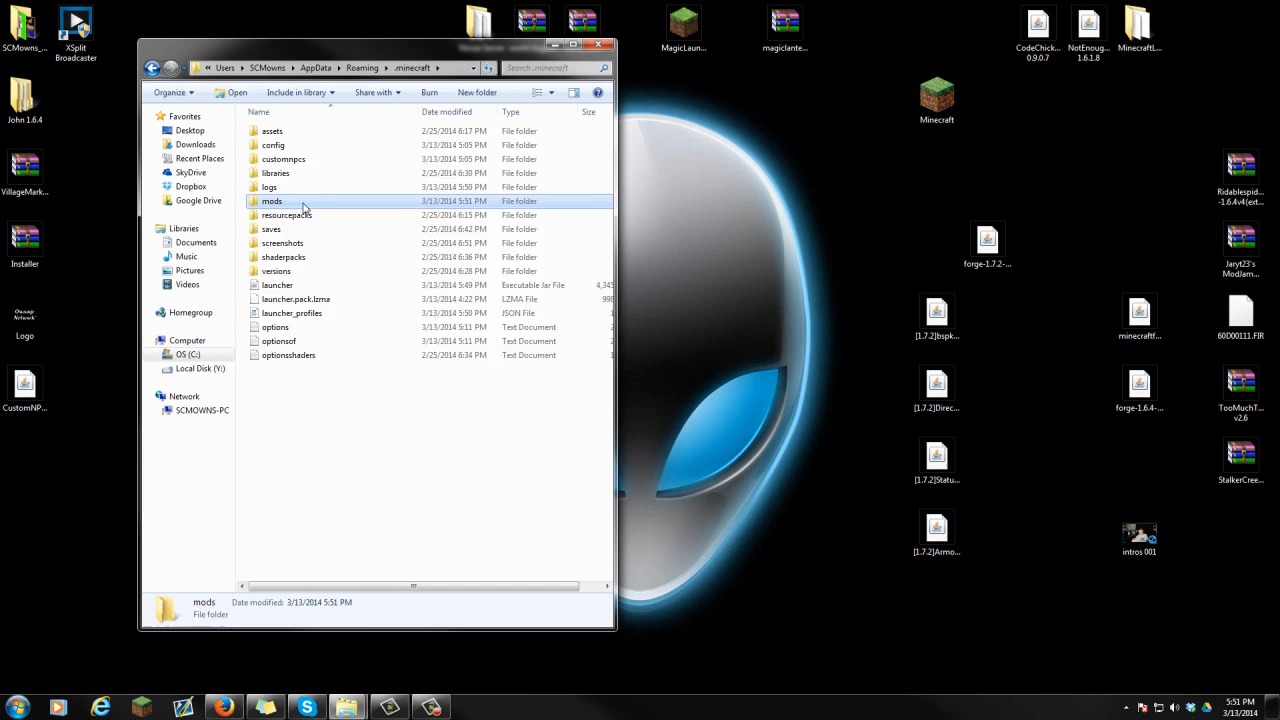 SCMowns_...
XSplit
Broadcaster
John 1.6.4
VillageMark...
Installer
Ownage
Network
Logo
CustomNP...
MagicLaun...
magiclante...
CodeChick...
0.9.0.7
NotEnoug...
1.6.1.8
MinecraftL...
Minecraft
Ridablespid...
-1.6.4v4(ext...
forge-1.7.2-...
Jaryt23's
ModJam...
[1.7.2]bspk...
minecraftf...
60D00111.FIR
[1.7.2]Direc...
forge-1.6.4-...
TooMuchT...
v2.6
[1.7.2]Statu...
StalkerCree...
[1.7.2]Armo...
intros 001
« Users SCMowns AppData Roaming .minecraft
Search .minecraft
Organize Open Include in library Share with Burn New folder
Favorites
Desktop
Downloads
Recent Places
SkyDrive
Dropbox
Google Drive
Libraries
Documents
Music
Pictures
Videos
Homegroup
Computer
OS (C:)
Local Disk (Y:)
Network
SCMOWNS-PC
Name Date modified Type Size
assets 2/25/2014 6:17 PM File folder
config 3/13/2014 5:05 PM File folder
customnpcs 3/13/2014 5:05 PM File folder
libraries 2/25/2014 6:30 PM File folder
logs 3/13/2014 5:50 PM File folder
mods 3/13/2014 5:51 PM File folder
resourcepacks 2/25/2014 6:15 PM File folder
saves 2/25/2014 6:42 PM File folder
screenshots 2/25/2014 6:51 PM File folder
shaderpacks 2/25/2014 6:36 PM File folder
versions 2/25/2014 6:28 PM File folder
launcher 3/13/2014 5:49 PM Executable Jar File 4,345
launcher.pack.lzma 3/13/2014 4:22 PM LZMA File 998
launcher_profiles 3/13/2014 5:50 PM JSON File 1
options 3/13/2014 5:11 PM Text Document 2
optionsof 3/13/2014 5:11 PM Text Document 1
optionsshaders 2/25/2014 6:34 PM Text Document 1
mods Date modified: 3/13/2014 5:51 PM
File folder
5:51 PM
3/13/2014